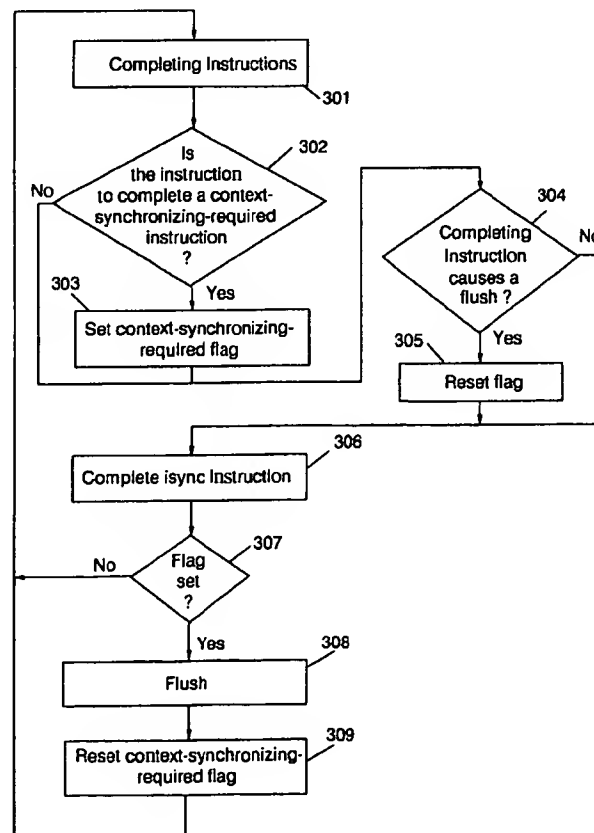 Completing Instructions
301
Is
the instruction
to complete a context-
synchronizing-required
instruction
?
302
No
Yes
303
Set context-synchronizing-
required flag
304
Completing
Instruction
causes a
flush ?
No
Yes
305
Reset flag
306
Complete isync Instruction
307
Flag
set
?
No
Yes
308
Flush
309
Reset context-synchronizing-
required flag